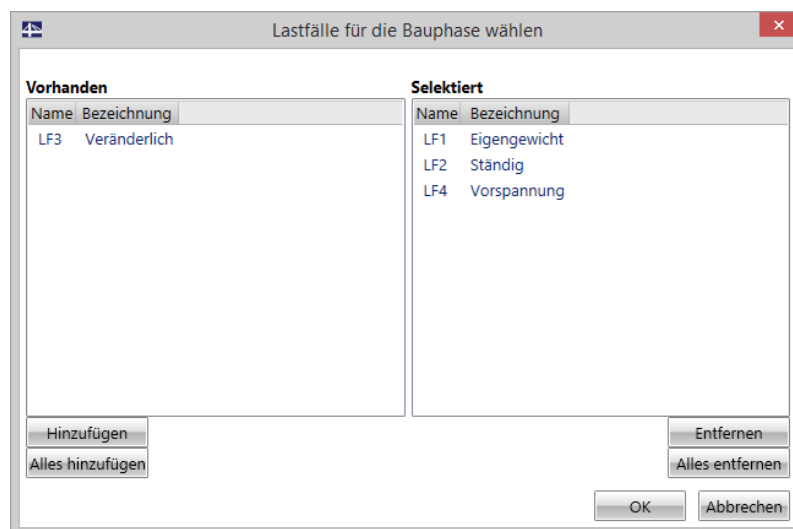 Lastfälle für die Bauphase wählen
Vorhanden
Name Bezeichnung
LF3 Veränderlich
Selektiert
Name Bezeichnung
LF1 Eigengewicht
LF2 Ständig
LF4 Vorspannung
Hinzufügen
Alles hinzufügen
Entfernen
Alles entfernen
OK Abbrechen